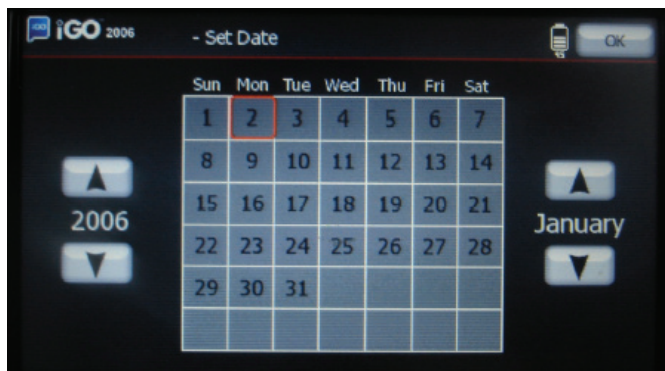 iGO 2006 - Set Date OK
Sun Mon Tue Wed Thu Fri Sat
1 2 3 4 5 6 7
8 9 10 11 12 13 14
15 16 17 18 19 20 21
2006 January
22 23 24 25 26 27 28
29 30 31